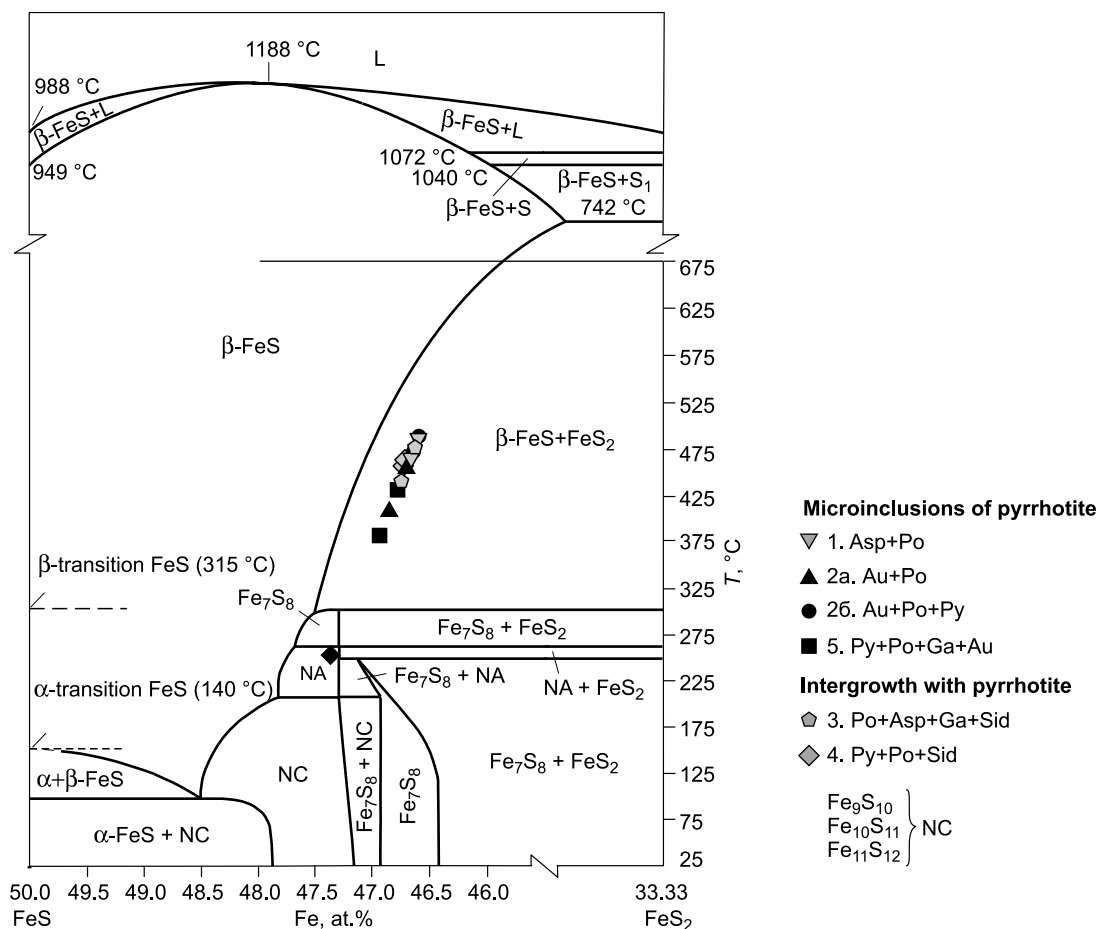 1188 °C
L
988 °C
β-FeS+L
β-FeS+L
949 °C
1072 °C
1040 °C
β-FeS+S₁
β-FeS+S
742 °C
675
625
β-FeS
575
525
β-FeS+FeS₂
475
425
375
T, °C
325
275
225
175
125
75
25
β-transition FeS (315 °C)
Fe₇S₈
Fe₇S₈ + FeS₂
NA
Fe₇S₈ + NA
NA + FeS₂
α-transition FeS (140 °C)
α+β-FeS
NC
Fe₇S₈ + NC
Fe₇S₈
Fe₇S₈ + FeS₂
α-FeS + NC
50.0 49.5 49.0 48.5 48.0 47.5 47.0 46.5 46.0 33.33
FeS Fe, at.% FeS₂
Microinclusions of pyrrhotite
1. Asp+Po
2a. Au+Po
2б. Au+Po+Py
5. Py+Po+Ga+Au
Intergrowth with pyrrhotite
3. Po+Asp+Ga+Sid
4. Py+Po+Sid
Fe₉S₁₀
Fe₁₀S₁₁
Fe₁₁S₁₂
NC